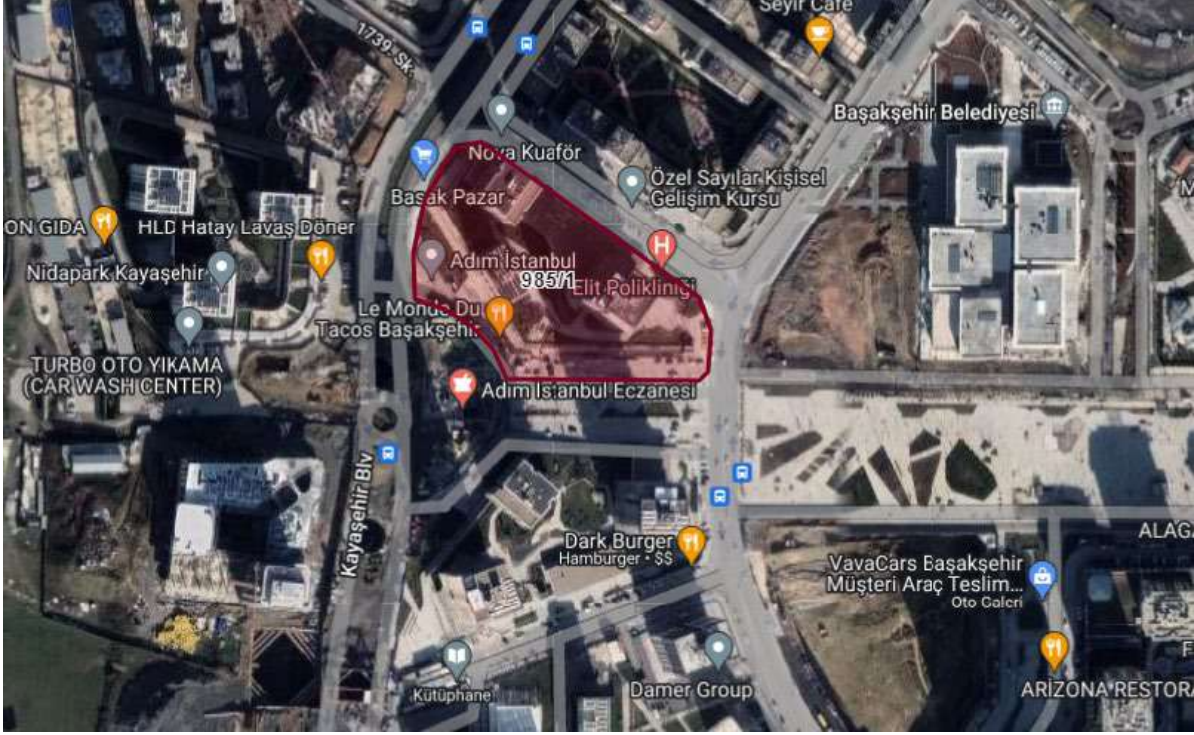 Seyir Cafe
1739. Sk.
Başakşehir Belediyesi
Nova Kuaför
Özel Sayılar Kişisel
Gelişim Kursu
Başak Pazar
ON GIDA
HLD Hatay Lavaş Döner
Nidapark Kayaşehir
Adım İstanbul
985/1
Elit Polikliniği
Le Monde Du
Tacos Başakşehir
TURBO OTO YIKAMA
(CAR WASH CENTER)
Adım İstanbul Eczanesi
Kayaşehir Blv
Dark Burger
Hamburger • $$
ALAGA
VavaCars Başakşehir
Müşteri Araç Teslim...
Oto Galeri
Kütüphane
Damer Group
ARİZONA RESTORA